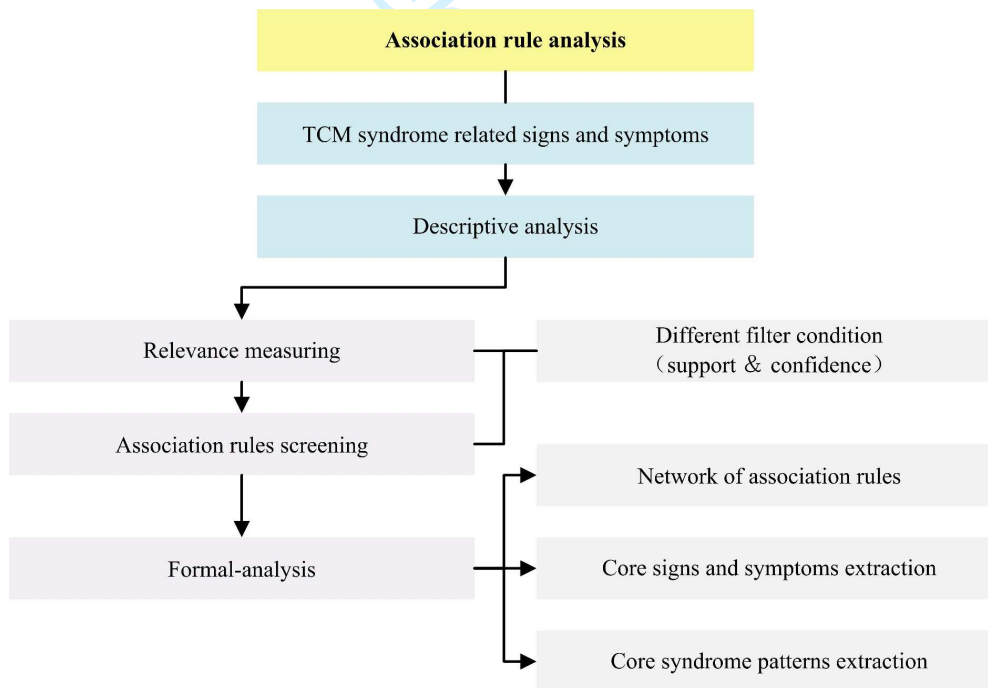 Association rule analysis
TCM syndrome related signs and symptoms
Descriptive analysis
Relevance measuring
Different filter condition
（support & confidence）
Association rules screening
Network of association rules
Formal-analysis
Core signs and symptoms extraction
Core syndrome patterns extraction